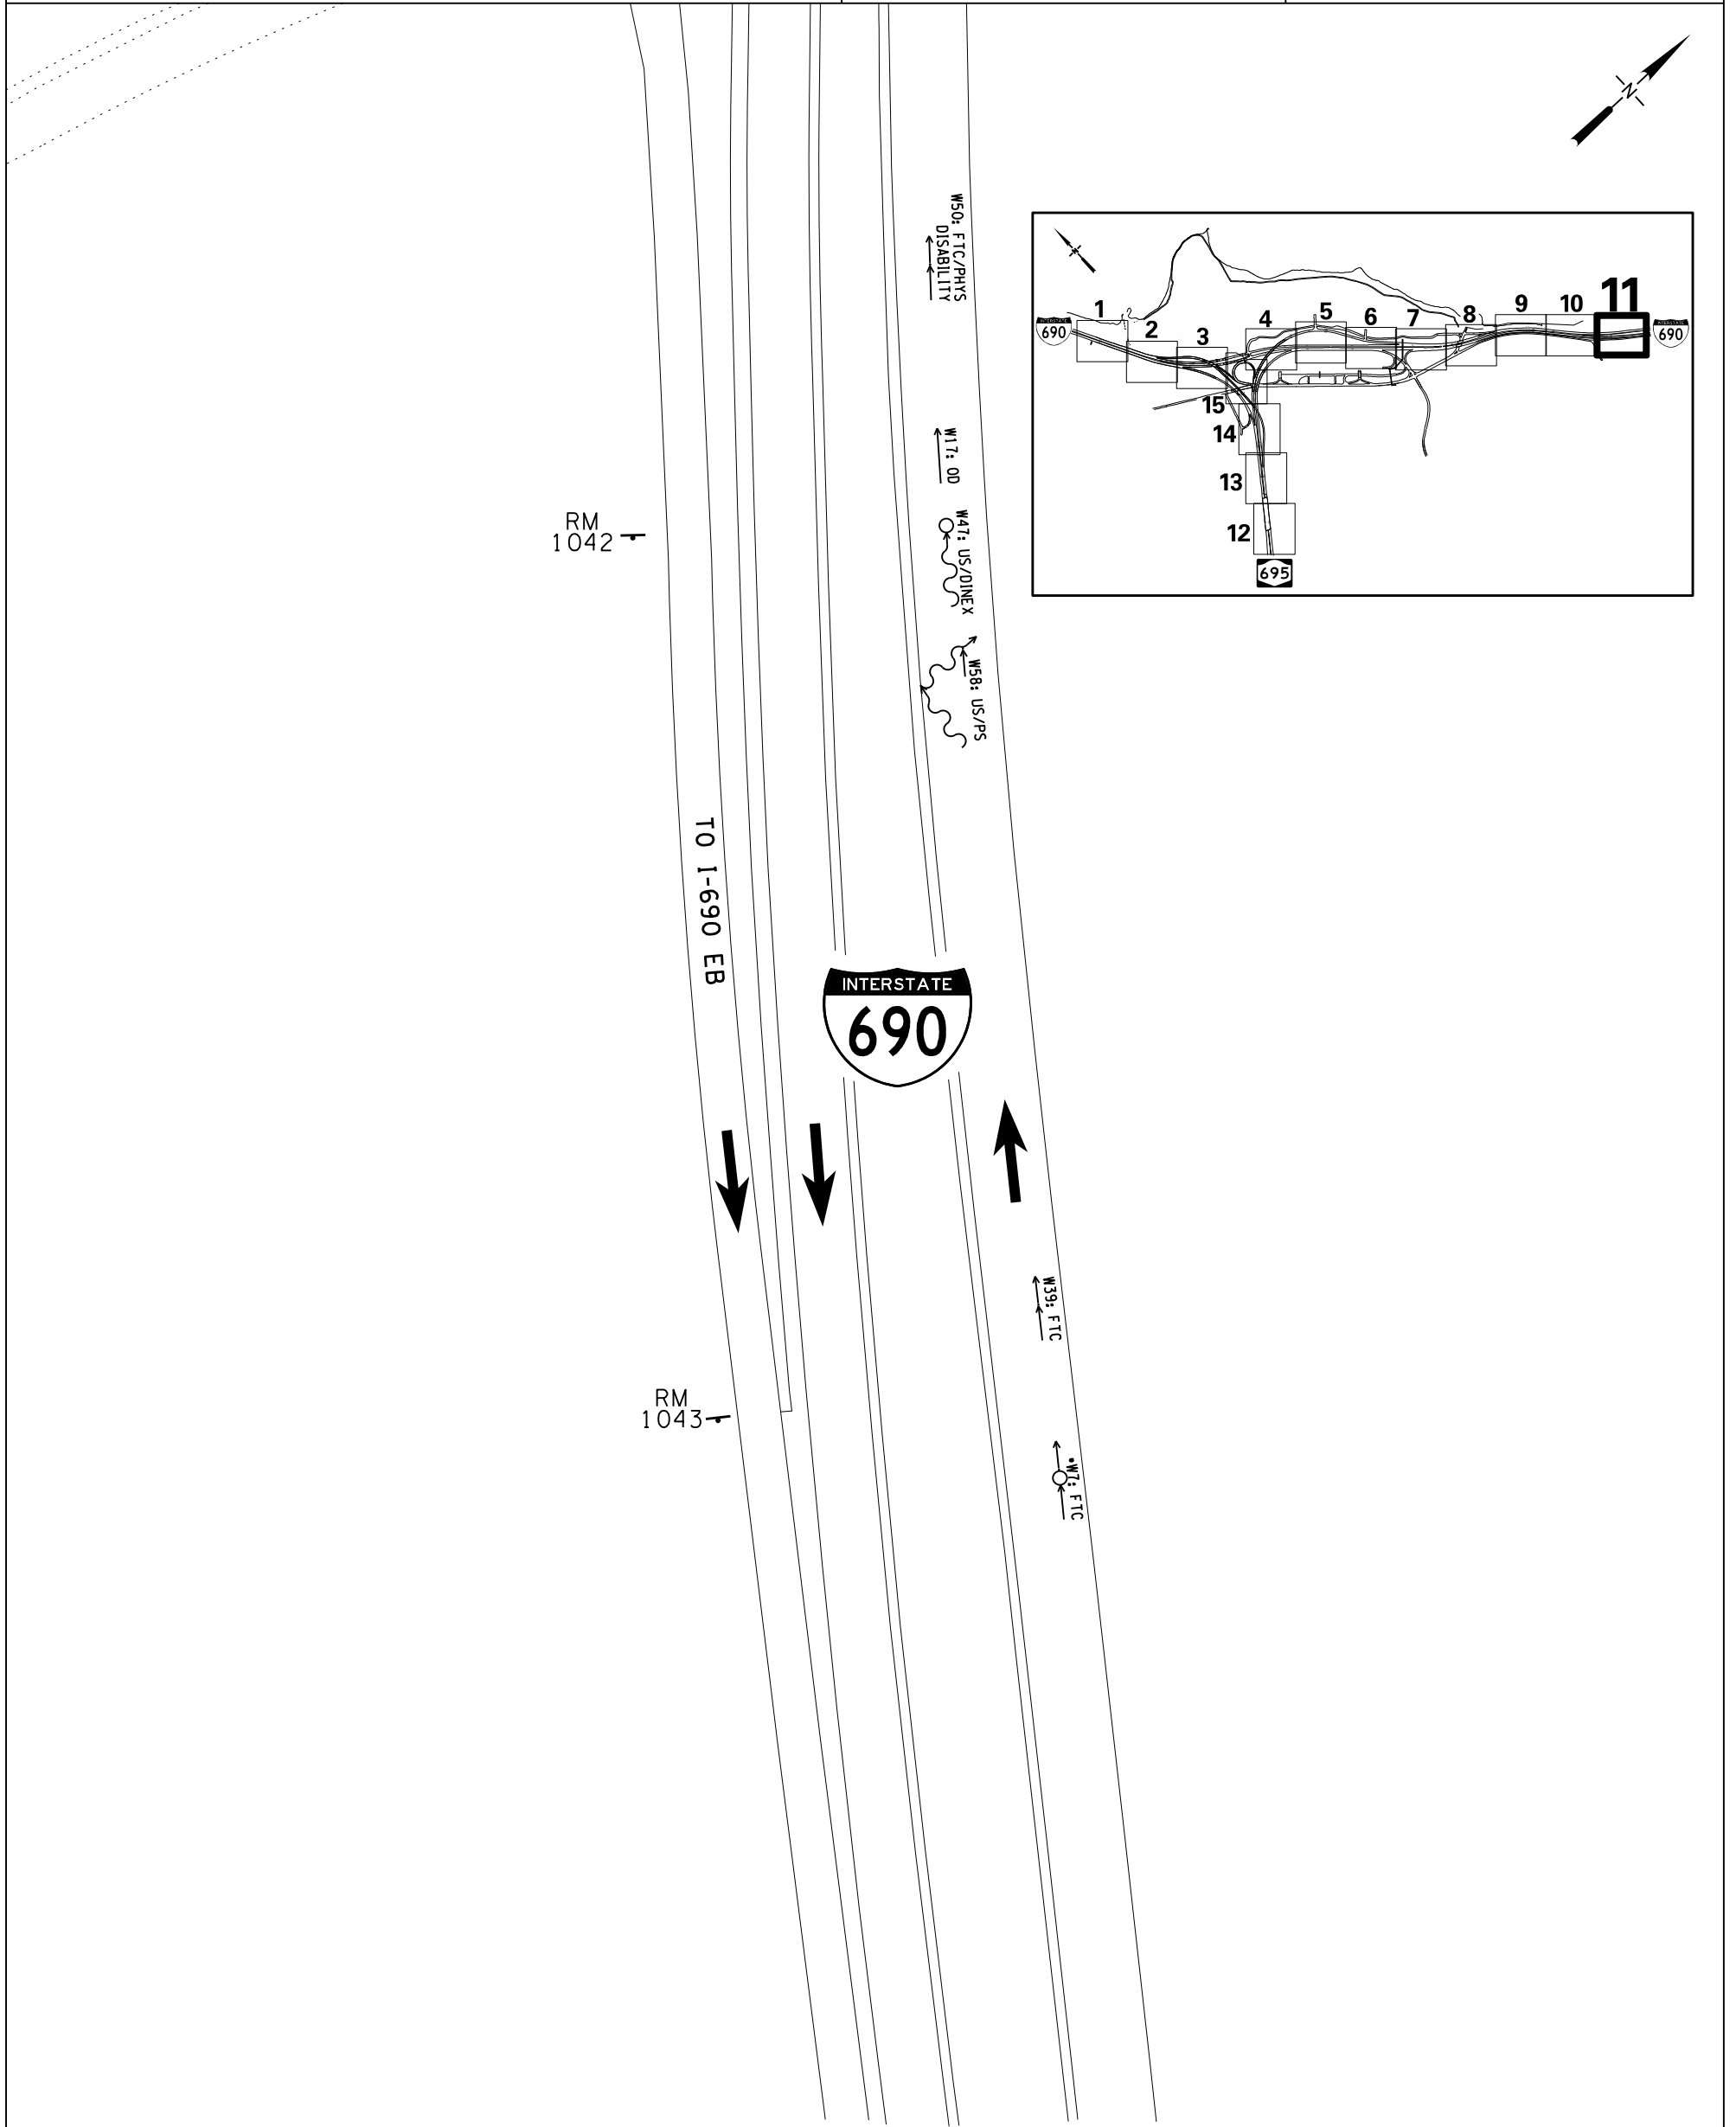 N
W50: FTC/PHYS
DISABILITY
N
INTERSTATE
690
1
2
3
4
5
6
7
8
9
10
11
INTERSTATE
690
15
14
13
12
695
W17: OD
RM
1042
W47: US/DINEX
W58: US/PS
TO I-690 EB
INTERSTATE
690
W39: FTC
RM
1043
*W7: FTC